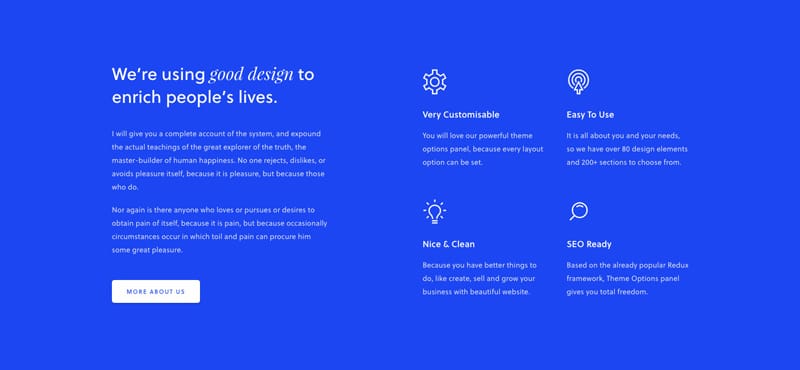 We’re using good design to
enrich people’s lives.
I will give you a complete account of the system, and expound
the actual teachings of the great explorer of the truth, the
master-builder of human happiness. No one rejects, dislikes, or
avoids pleasure itself, because it is pleasure, but because those
who do.
Nor again is there anyone who loves or pursues or desires to
obtain pain of itself, because it is pain, but because occasionally
circumstances occur in which toil and pain can procure him
some great pleasure.
MORE ABOUT US
Very Customisable
You will love our powerful theme
options panel, because every layout
option can be set.
Easy To Use
It is all about you and your needs,
so we have over 80 design elements
and 200+ sections to choose from.
Nice & Clean
Because you have better things to
do, like create, sell and grow your
business with beautiful website.
SEO Ready
Based on the already popular Redux
framework, Theme Options panel
gives you total freedom.